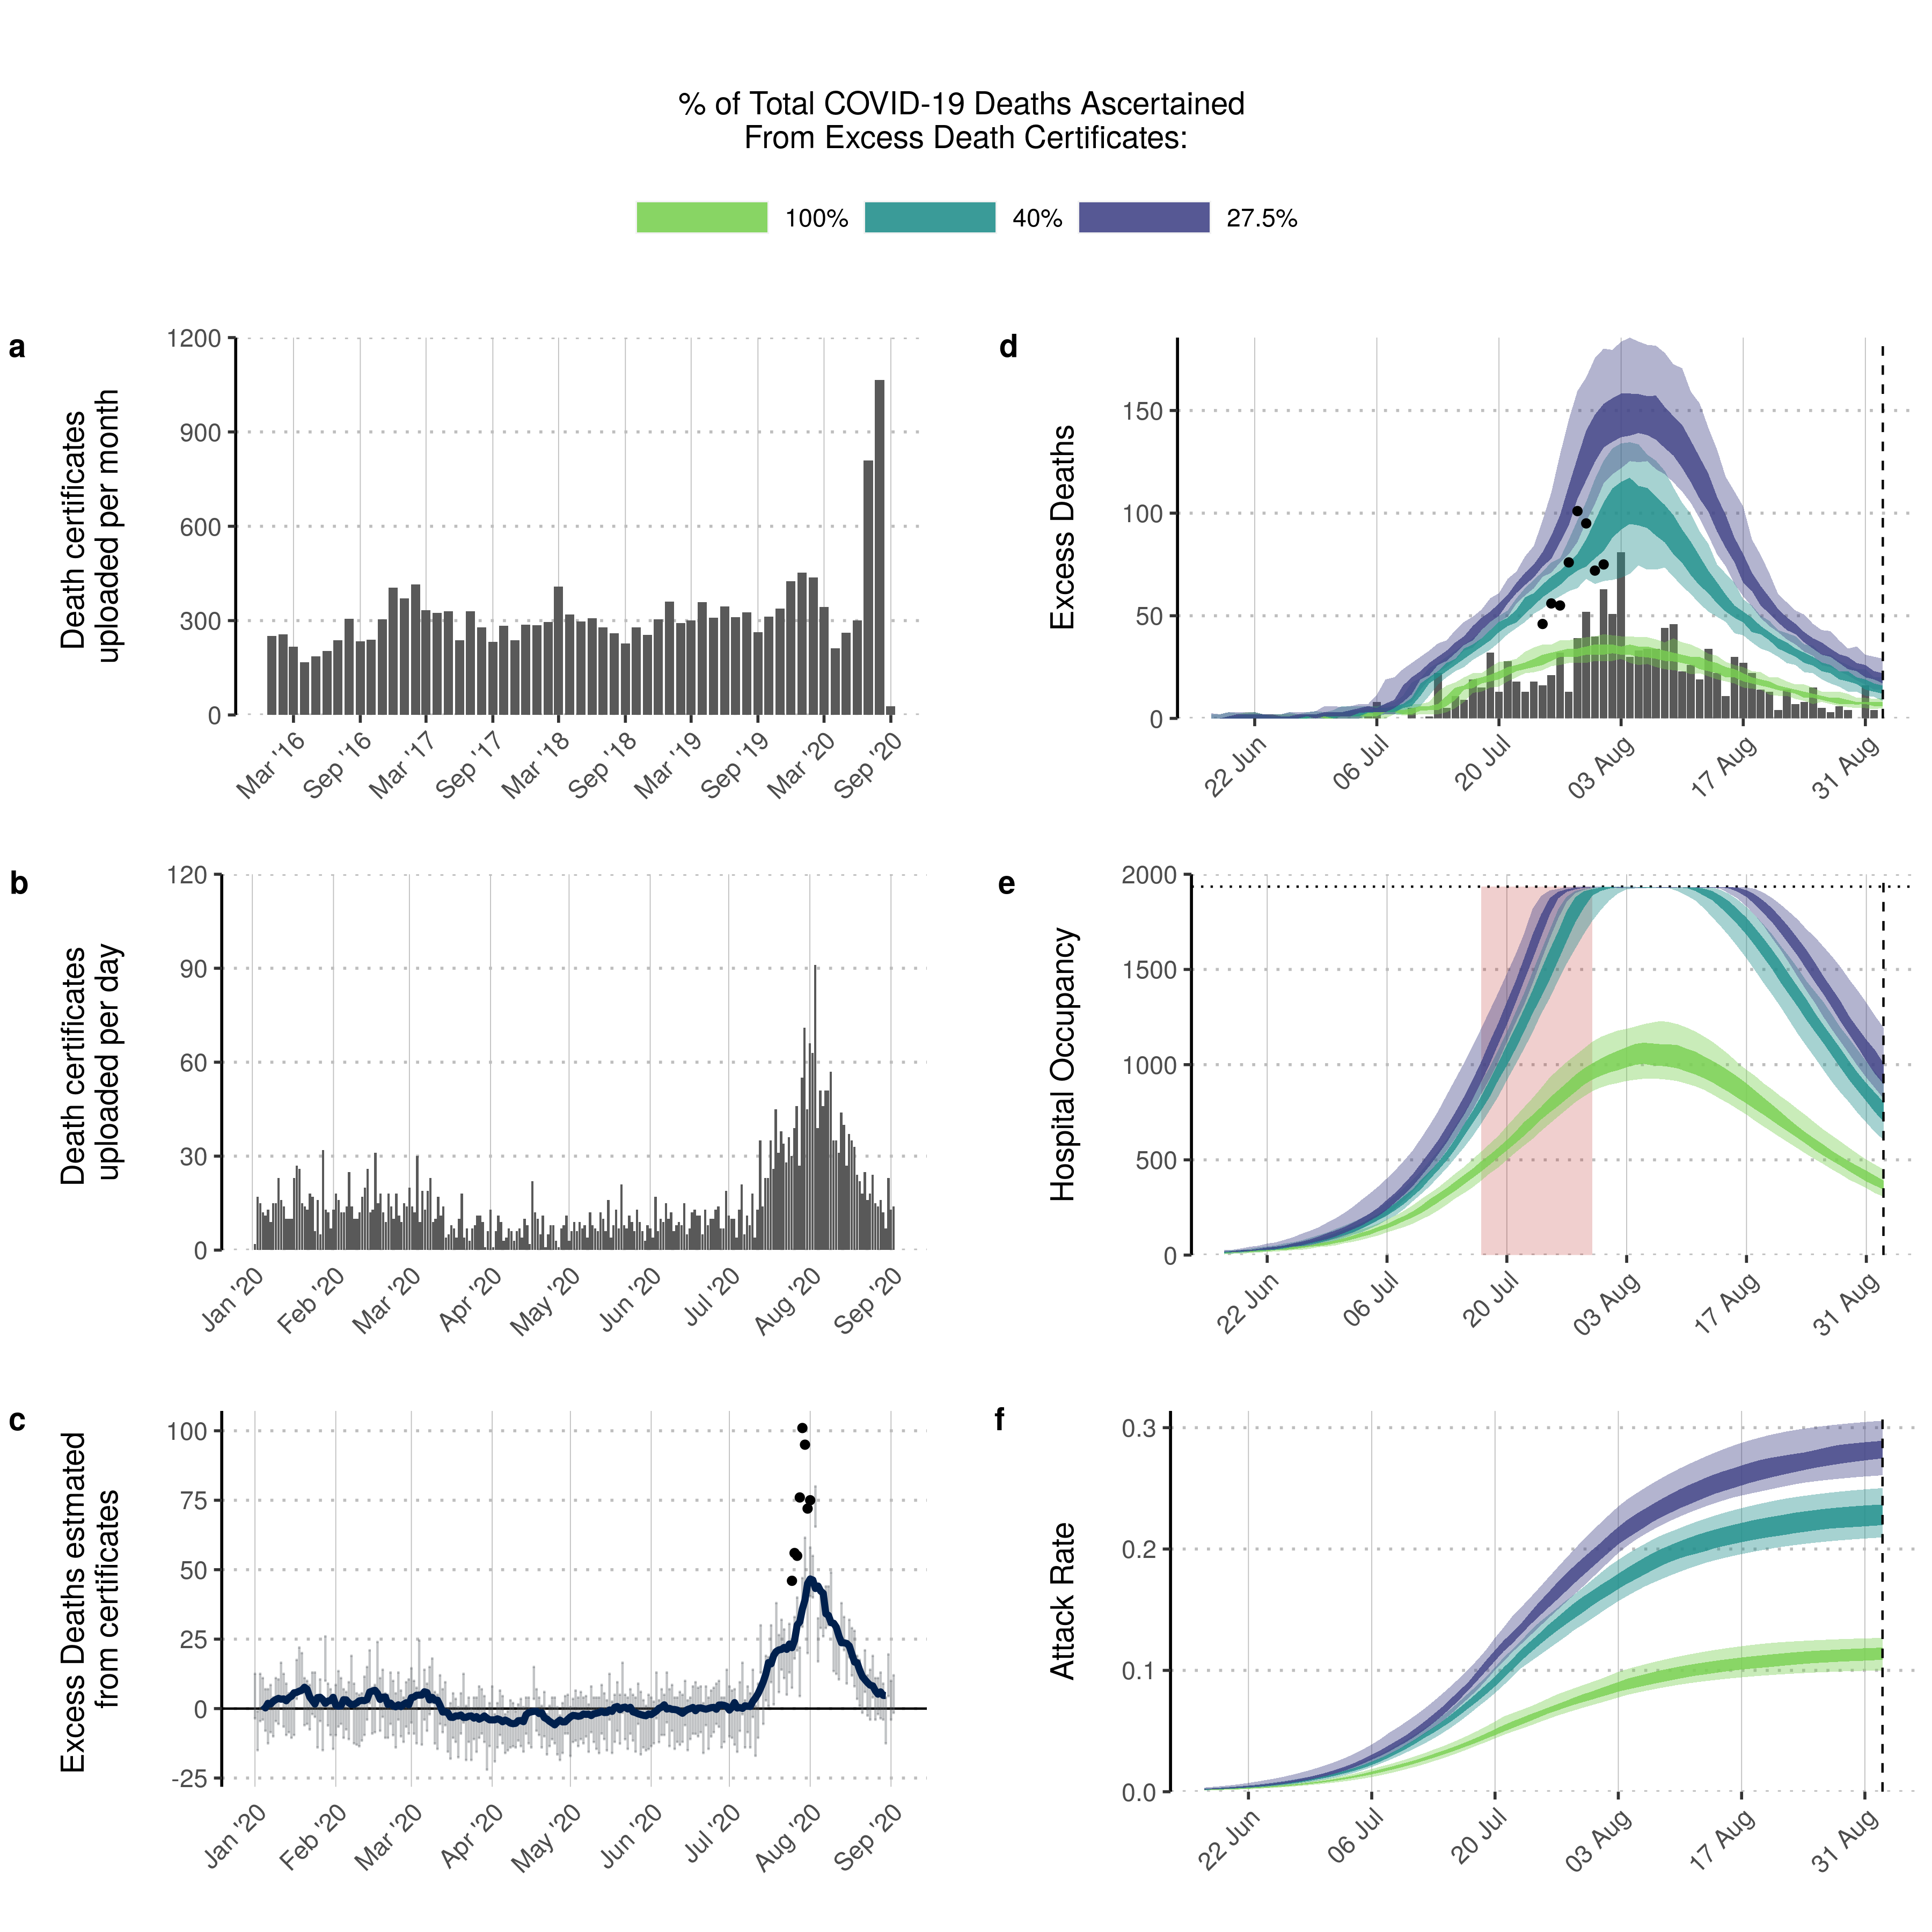 % of Total COVID-19 Deaths Ascertained
From Excess Death Certificates:
100%
40%
27.5%
a
Death certificates
uploaded per month
1200
900
600
300
0
Mar '16
Sep '16
Mar '17
Sep '17
Mar '18
Sep '18
Mar '19
Sep '19
Mar '20
Sep '20
b
Death certificates
uploaded per day
120
90
60
30
0
Jan '20
Feb '20
Mar '20
Apr '20
May '20
Jun '20
Jul '20
Aug '20
Sep '20
c
Excess Deaths estmated
from certificates
100
75
50
25
0
-25
Jan '20
Feb '20
Mar '20
Apr '20
May '20
Jun '20
Jul '20
Aug '20
Sep '20
d
Excess Deaths
150
100
50
0
22 Jun
06 Jul
20 Jul
03 Aug
17 Aug
31 Aug
e
Hospital Occupancy
2000
1500
1000
500
0
22 Jun
06 Jul
20 Jul
03 Aug
17 Aug
31 Aug
f
Attack Rate
0.3
0.2
0.1
0.0
22 Jun
06 Jul
20 Jul
03 Aug
17 Aug
31 Aug